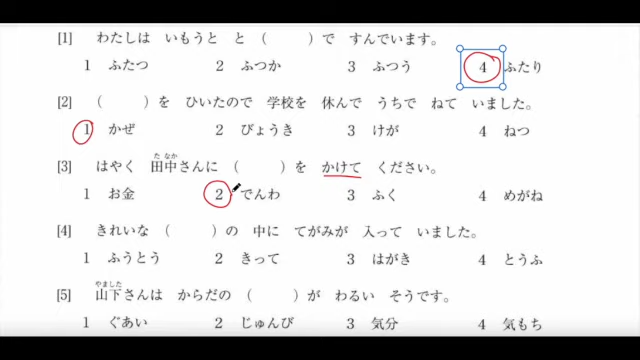 [1] わたしは いもうと と ( ) で すんでいます。
1 ふたつ 2 ふつか 3 ふつう 4 ふたり
[2] ( ) を ひいたので 学校を 休んで うちで ねて いました。
1 かぜ 2 びょうき 3 けが 4 ねつ
[3] はやく 田中さんに ( ) を かけて ください。
たなか
1 お金 2 でんわ 3 ふく 4 めがね
[4] きれいな ( ) の 中に てがみが 入って いました。
1 ふうとう 2 きって 3 はがき 4 とうふ
[5] 山下さんは からだの ( ) が わるい そうです。
やました
1 ぐあい 2 じゅんび 3 気分 4 気もち